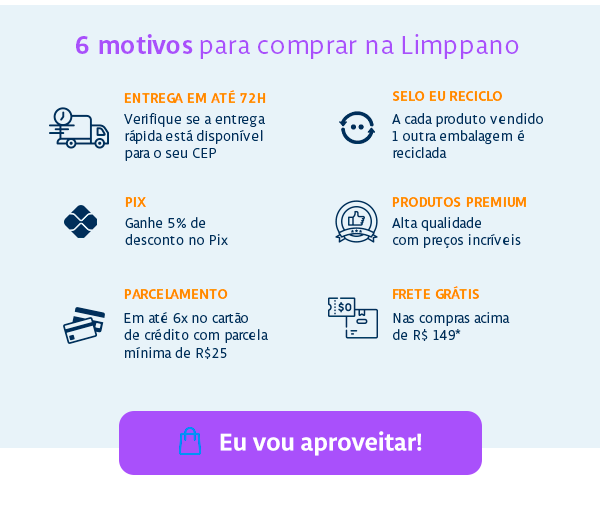 6 motivos para comprar na Limppano
ENTREGA EM ATÉ 72H
Verifique se a entrega
rápida está disponível
para o seu CEP
SELO EU RECICLO
A cada produto vendido
1 outra embalagem é
reciclada
PIX
Ganhe 5% de
desconto no Pix
PRODUTOS PREMIUM
Alta qualidade
com preços incríveis
PARCELAMENTO
Em até 6x no cartão
de crédito com parcela
mínima de R$25
$0
FRETE GRÁTIS
Nas compras acima
de R$ 149*
Eu vou aproveitar!